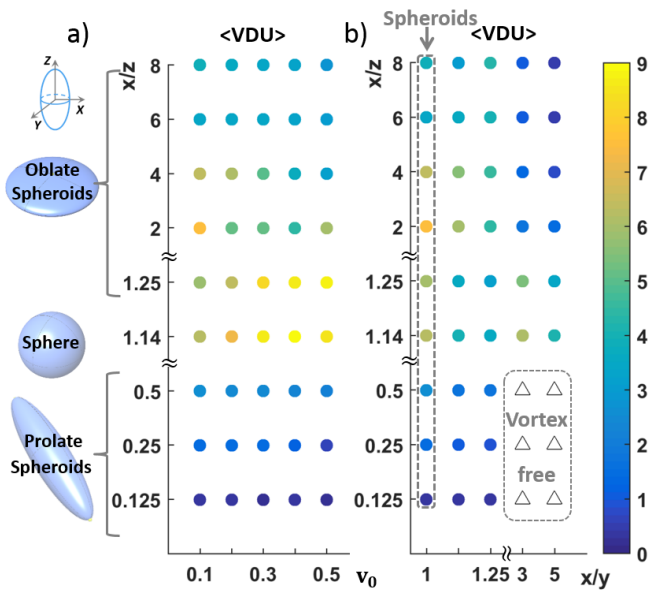 a)
<VDU>
b)
Spheroids
<VDU>
x/z
8
6
4
2
1.25
1.14
0.5
0.25
0.125
0.1
0.3
0.5
v₀
Z
X
Y
Oblate
Spheroids
Sphere
Prolate
Spheroids
x/z
8
6
4
2
1.25
1.14
0.5
0.25
0.125
Vortex
free
1
1.25
3
5
x/y
9
8
7
6
5
4
3
2
1
0